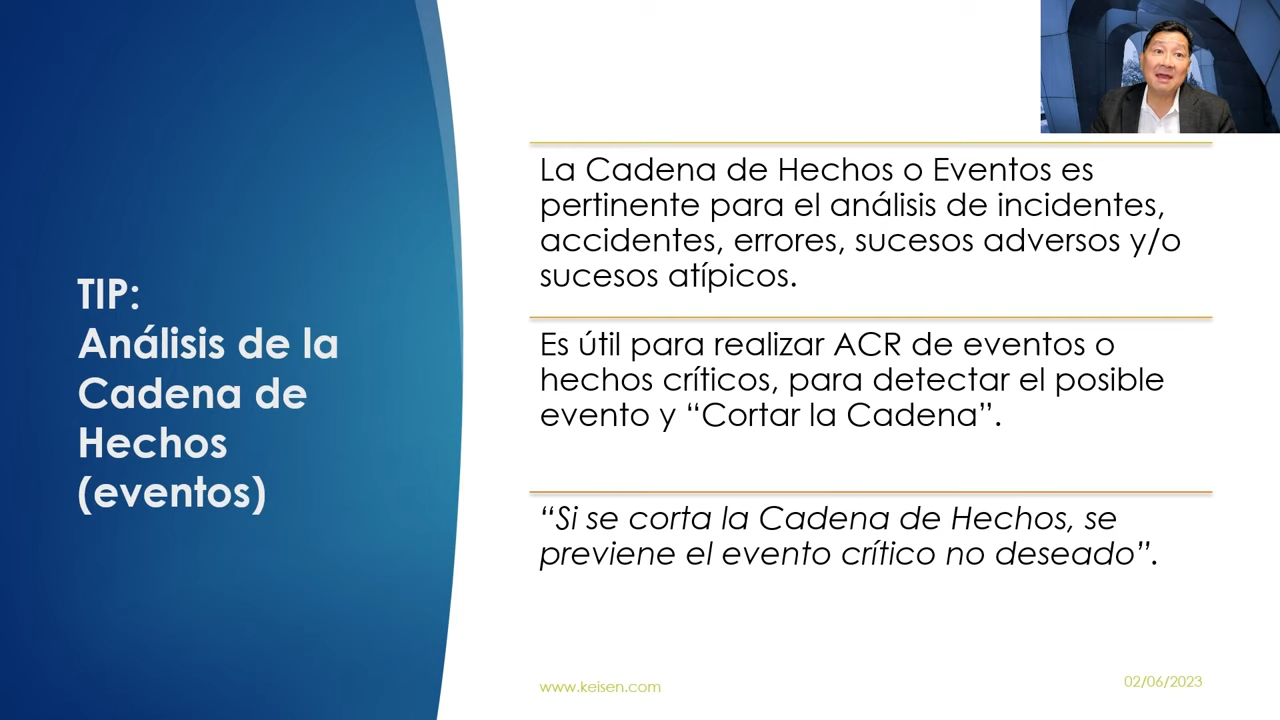 TIP:
Análisis de la
Cadena de
Hechos
(eventos)
La Cadena de Hechos o Eventos es
pertinente para el análisis de incidentes,
accidentes, errores, sucesos adversos y/o
sucesos atípicos.
Es útil para realizar ACR de eventos o
hechos críticos, para detectar el posible
evento y “Cortar la Cadena”.
“Si se corta la Cadena de Hechos, se
previene el evento crítico no deseado”.
www.keisen.com
02/06/2023